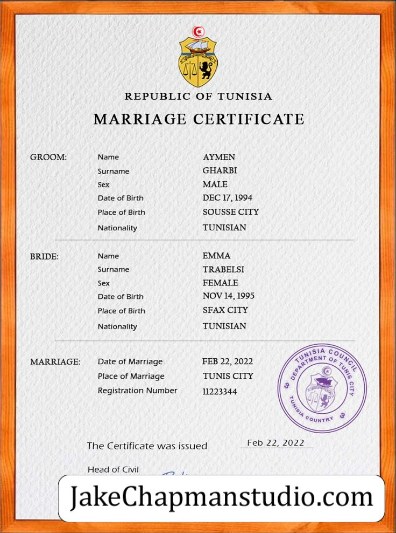 REPUBLIC OF TUNISIA
MARRIAGE CERTIFICATE
GROOM: Name AYMEN
Surname GHARBI
Sex MALE
Date of Birth DEC 17, 1994
Place of Birth SOUSSE CITY
Nationality TUNISIAN
BRIDE: Name EMMA
Surname TRABELSI
Sex FEMALE
Date of Birth NOV 14, 1995
Place of Birth SFAX CITY
Nationality TUNISIAN
MARRIAGE: Date of Marriage FEB 22, 2022
Place of Marriage TUNIS CITY
Registration Number 11223344
TUNISIA COUNCIL
DEPARTMENT OF TUNIS CITY
TUNISIA COUNTRY
The Certificate was issued Feb 22, 2022
Head of Civil
JakeChapmanstudio.com